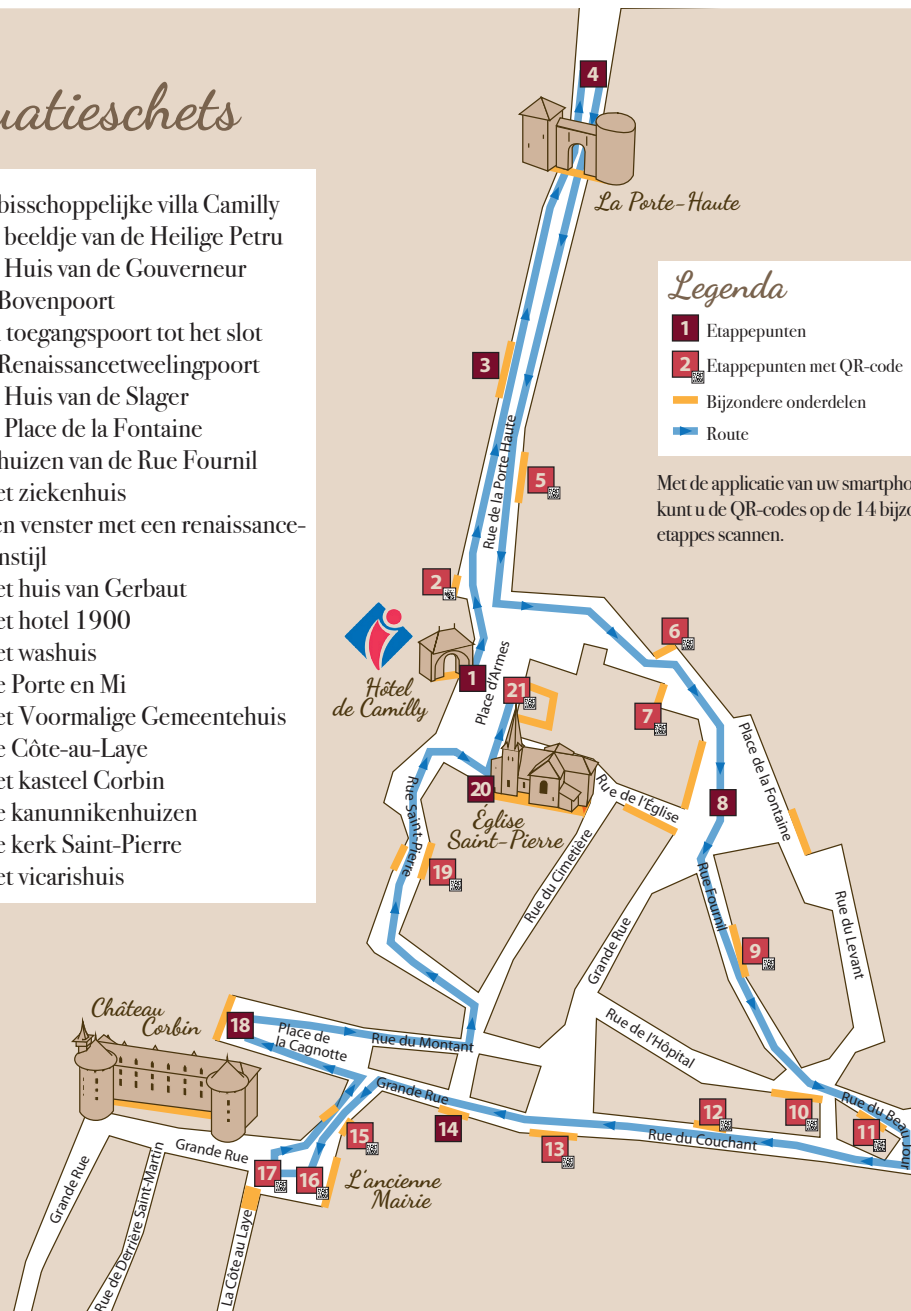 uatieschets
bisschoppelijke villa Camilly
beeldje van de Heilige Petru
Huis van de Gouverneur
Bovenpoort
toegangspoort tot het slot
Renaissancetweelingpoort
Huis van de Slager
Place de la Fontaine
huizen van de Rue Fournil
et ziekenhuis
en venster met een renaissance-
nstijl
et huis van Gerbaut
et hotel 1900
et washuis
e Porte en Mi
et Voormalige Gemeentehuis
e Côte-au-Laye
et kasteel Corbin
e kanunnikenhuizen
e kerk Saint-Pierre
et vicarishuis
4
La Porte-Haute
Legenda
1 Etappepunten
2 Etappepunten met QR-code
Bijzondere onderdelen
Route
Met de applicatie van uw smartpho
kunt u de QR-codes op de 14 bijzo
etappes scannen.
3
Rue de la Porte Haute
5
2
6
1
Hôtel
de Camilly
Place d'Armes
21
7
Place de la Fontaine
8
20
Église
Saint-Pierre
Rue de l'Église
Rue Saint-Pierre
19
Rue du Cimetière
Rue Fournil
Grande Rue
Rue du Levant
9
Château
Corbin
18
Place de
la Cagnotte
Rue du Montant
Rue de l'Hôpital
Grande Rue
14
13
12
10
Rue du Couchant
Rue du Beau Jour
11
15
Grande Rue
17
16
L'ancienne
Mairie
Grande Rue
Rue de Derrière Saint-Martin
La Côte au Laye